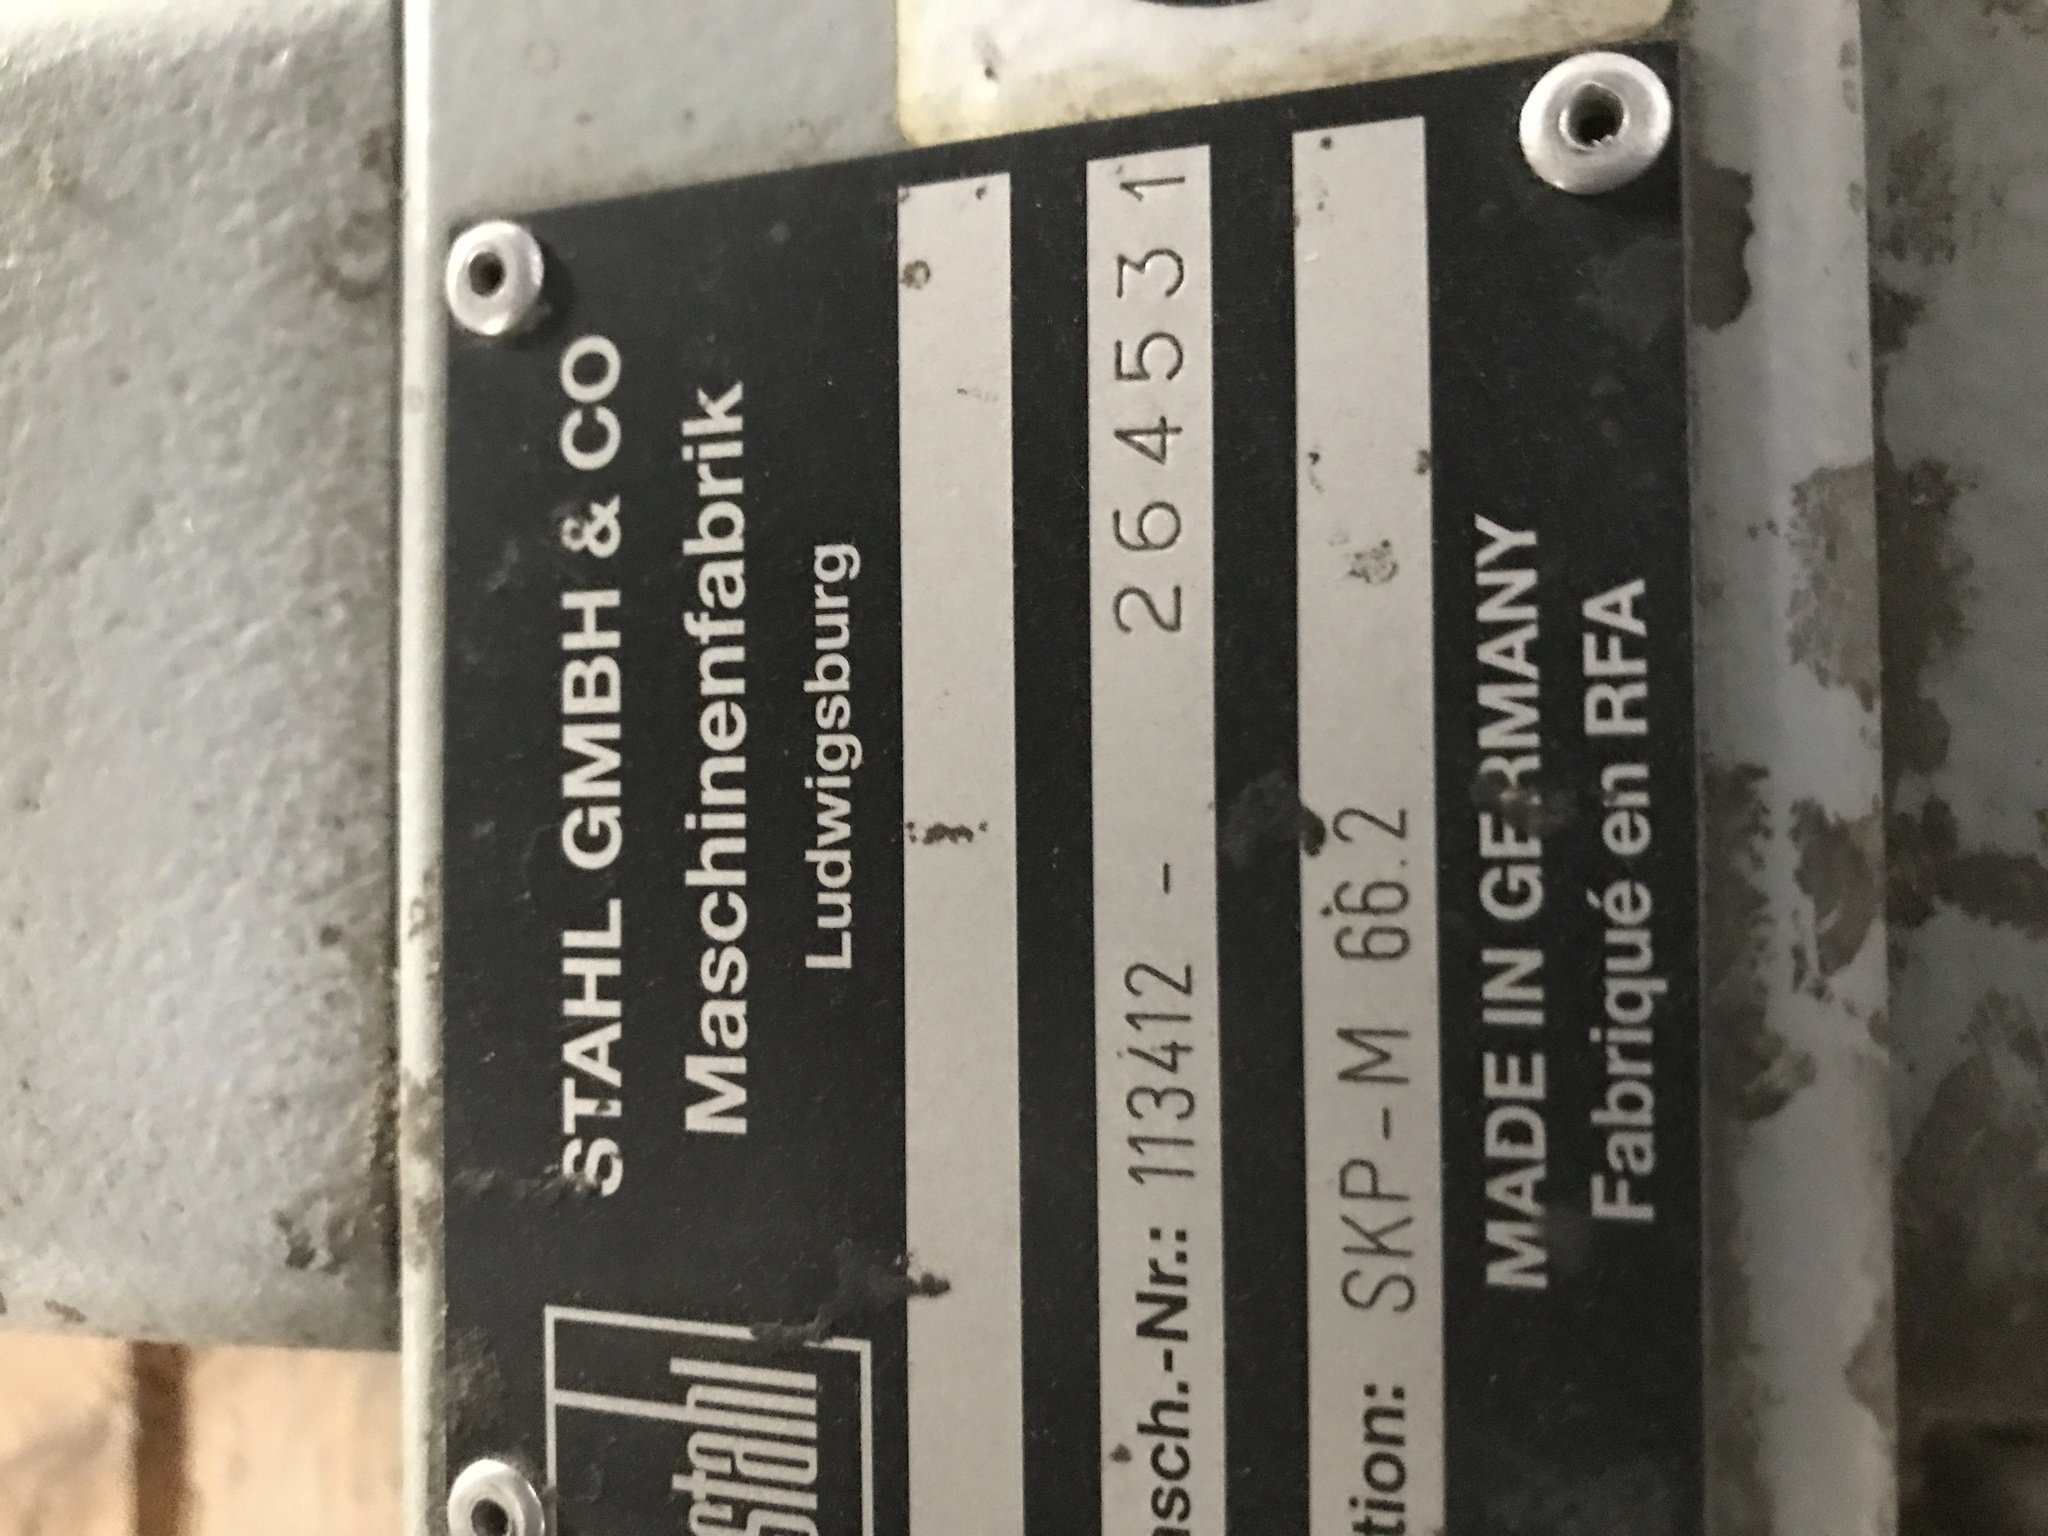 stahl
STAHL GMBH & CO
Maschinenfabrik
Ludwigsburg
asch.-Nr.: 113412 - 264531
tion: SKP-M 66.2
MADE IN GERMANY
Fabriqué en RFA